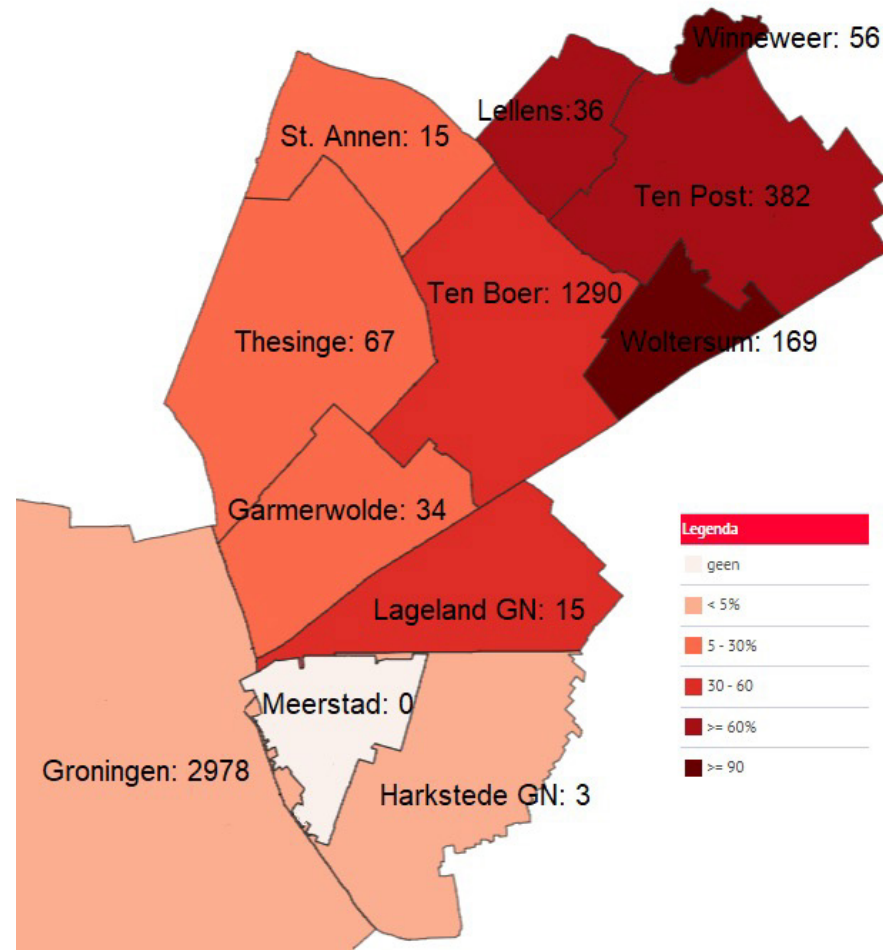 Winneweer: 56
Lellens:36
St. Annen: 15
Ten Post: 382
Ten Boer: 1290
Thesinge: 67
Woltersum: 169
Garmerwolde: 34
Lageland GN: 15
Meerstad: 0
Groningen: 2978
Harkstede GN: 3
Legenda
geen
< 5%
5 - 30%
30 - 60
>= 60%
>= 90